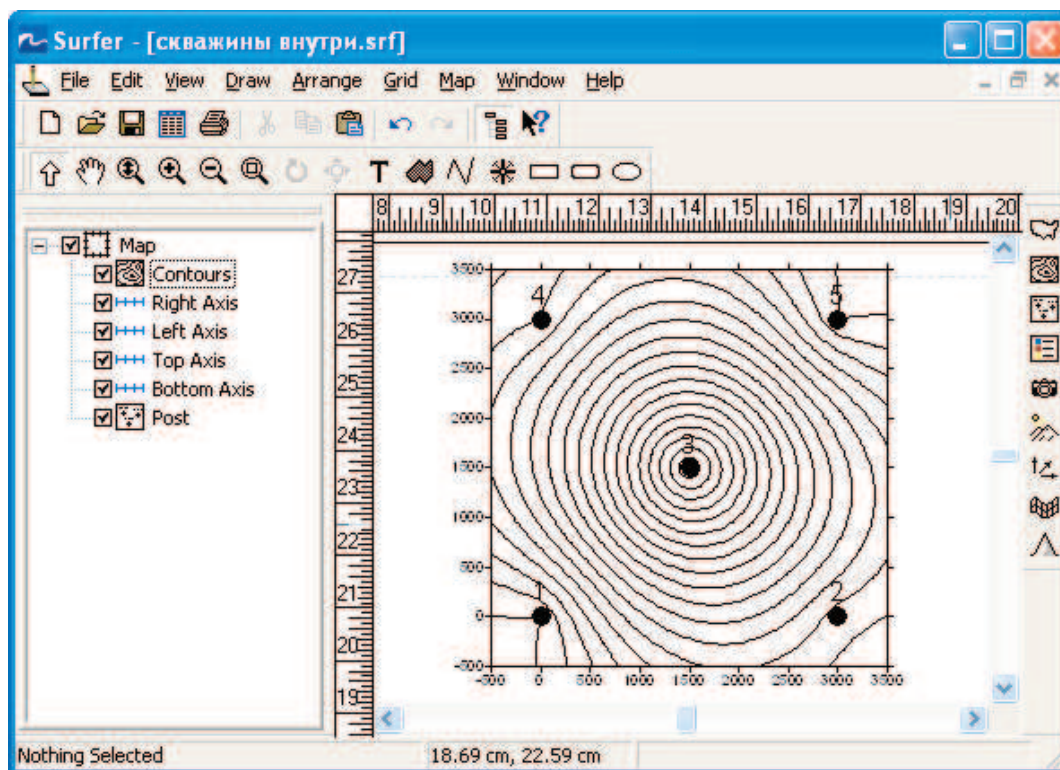 Surfer - [скважины внутри.srf]
File Edit View Draw Arrange Grid Map Window Help
T
8 9 10 11 12 13 14 15 16 17 18 19 20
Map
Contours
Right Axis
Left Axis
Top Axis
Bottom Axis
Post
27
26
25
24
23
22
21
20
19
3500
3000
2500
2000
1500
1000
500
0
-500
4 5
3
1 2
-500 0 500 1000 1500 2000 2500 3000 3500
Nothing Selected 18.69 cm, 22.59 cm